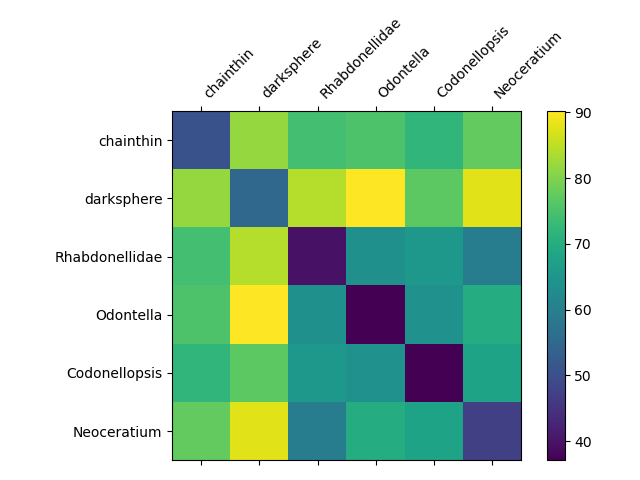 chainthin
darksphere
Rhabdonellidae
Odontella
Codonellopsis
Neoceratium
chainthin
darksphere
Rhabdonellidae
Odontella
Codonellopsis
Neoceratium
90
80
70
60
50
40